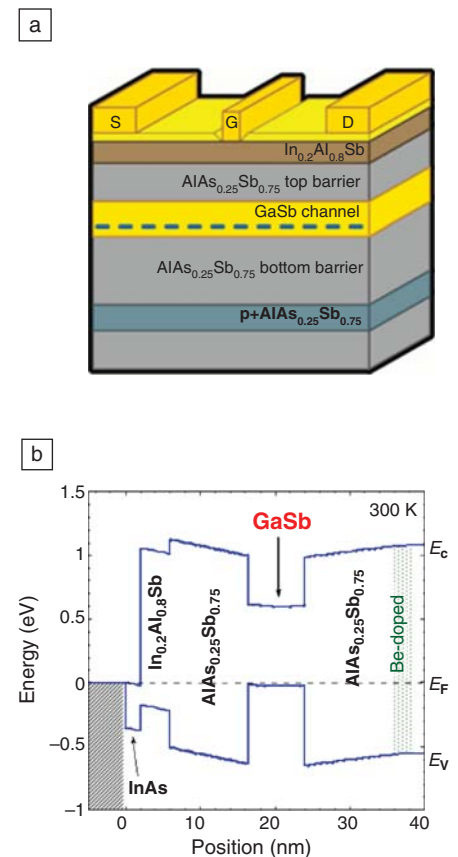 a
S G D
In0.2Al0.8Sb
AlAs0.25Sb0.75 top barrier
GaSb channel
AlAs0.25Sb0.75 bottom barrier
p+AlAs0.25Sb0.75
b
1.5
1
0.5
0
−0.5
−1
Energy (eV)
300 K
GaSb
In0.2Al0.8Sb
AlAs0.25Sb0.75
AlAs0.25Sb0.75
Be-doped
Ec
EF
EV
InAs
0 10 20 30 40
Position (nm)